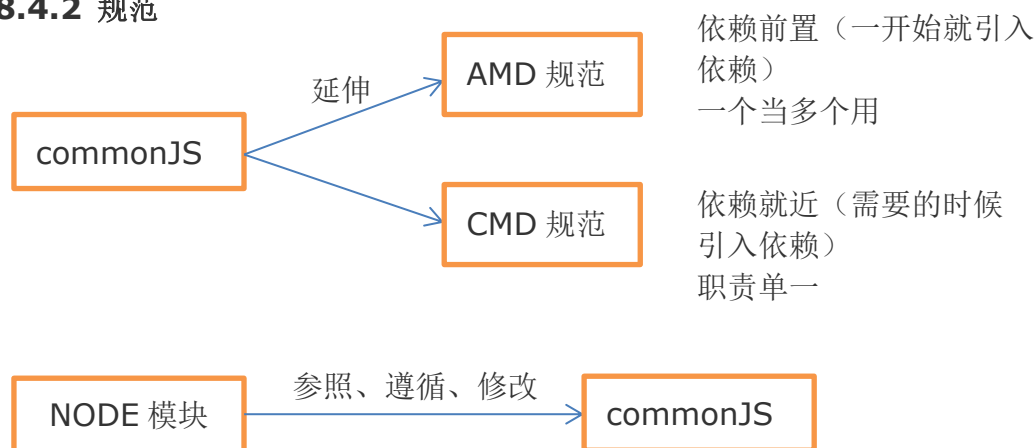 8.4.2 规范
依赖前置（一开始就引入
依赖）
一个当多个用
AMD 规范
延伸
commonJS
CMD 规范
依赖就近（需要的时候
引入依赖）
职责单一
NODE 模块
参照、遵循、修改
commonJS